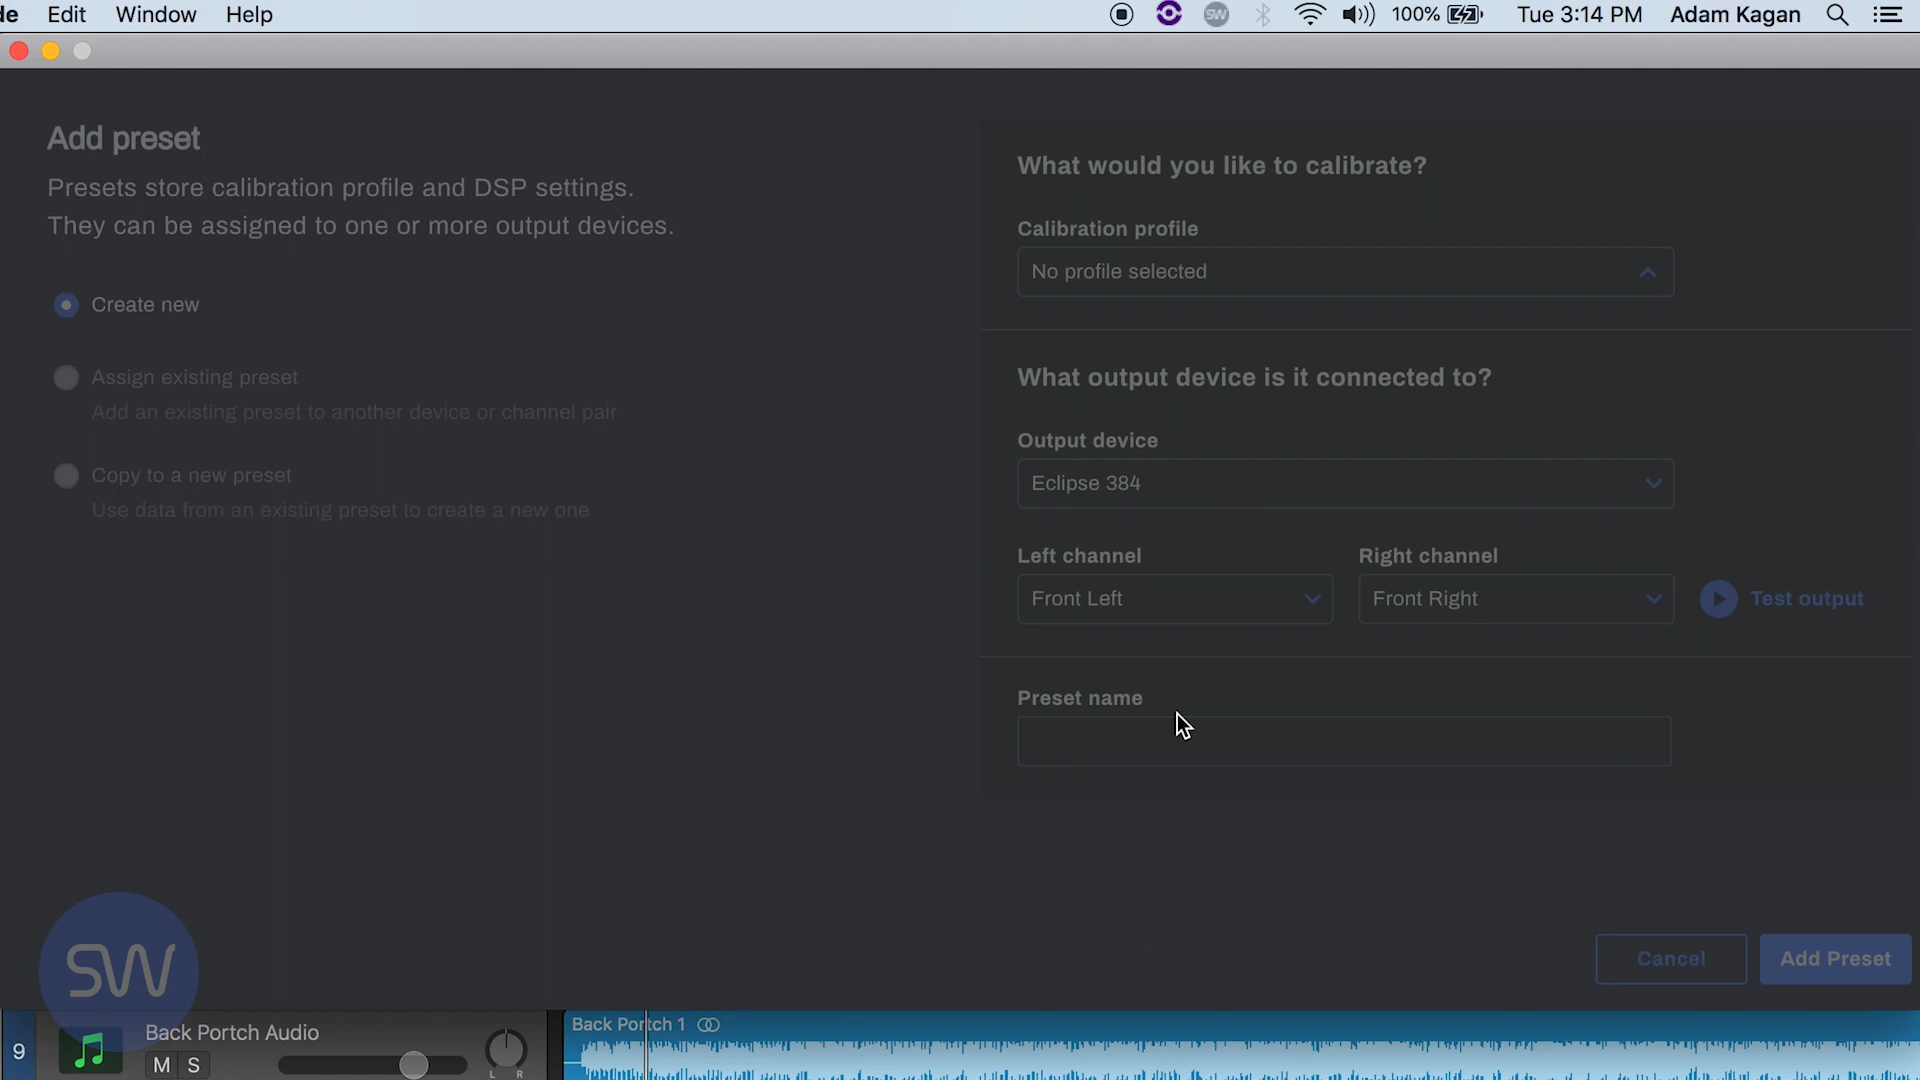 de Edit Window Help SW 100% Tue 3:14 PM Adam Kagan
Add preset
Presets store calibration profile and DSP settings.
They can be assigned to one or more output devices.
Create new
Assign existing preset
Add an existing preset to another device or channel pair
Copy to a new preset
Use data from an existing preset to create a new one
What would you like to calibrate?
Calibration profile
No profile selected
What output device is it connected to?
Output device
Eclipse 384
Left channel Right channel
Front Left Front Right Test output
Preset name
Cancel Add Preset
SW
9 Back Portch Audio
M S L R
Back Portch 1